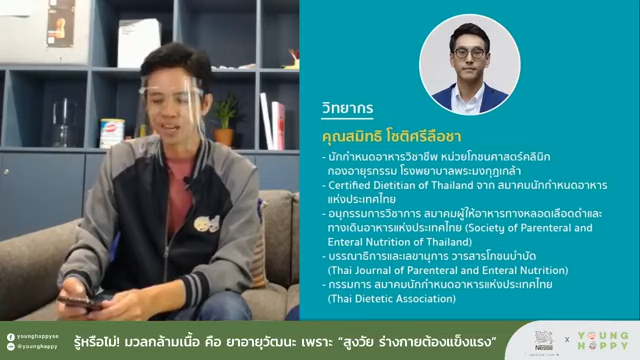 วิทยากร
คุณสมิทธิ โชติศรีลือชา
- นักกำหนดอาหารวิชาชีพ หน่วยโภชนศาสตร์คลินิก
กองอายุรกรรม โรงพยาบาลพระมงกุฎเกล้า
- Certified Dietitian of Thailand จาก สมาคมนักกำหนดอาหาร
แห่งประเทศไทย
- อนุกรรมการวิชาการ สมาคมผู้ให้อาหารทางหลอดเลือดดำและ
ทางเดินอาหารแห่งประเทศไทย (Society of Parenteral and
Enteral Nutrition of Thailand)
- บรรณาธิการและเลขานุการ วารสารโภชนบำบัด
(Thai Journal of Parenteral and Enteral Nutrition)
- กรรมการ สมาคมนักกำหนดอาหารแห่งประเทศไทย
(Thai Dietetic Association)
younghappyse
@younghappy
รู้หรือไม่! มวลกล้ามเนื้อ คือ ยาอายุวัฒนะ เพราะ “สูงวัย ร่างกายต้องแข็งแรง”
Nestlé
x
YOUNG
HAPPY